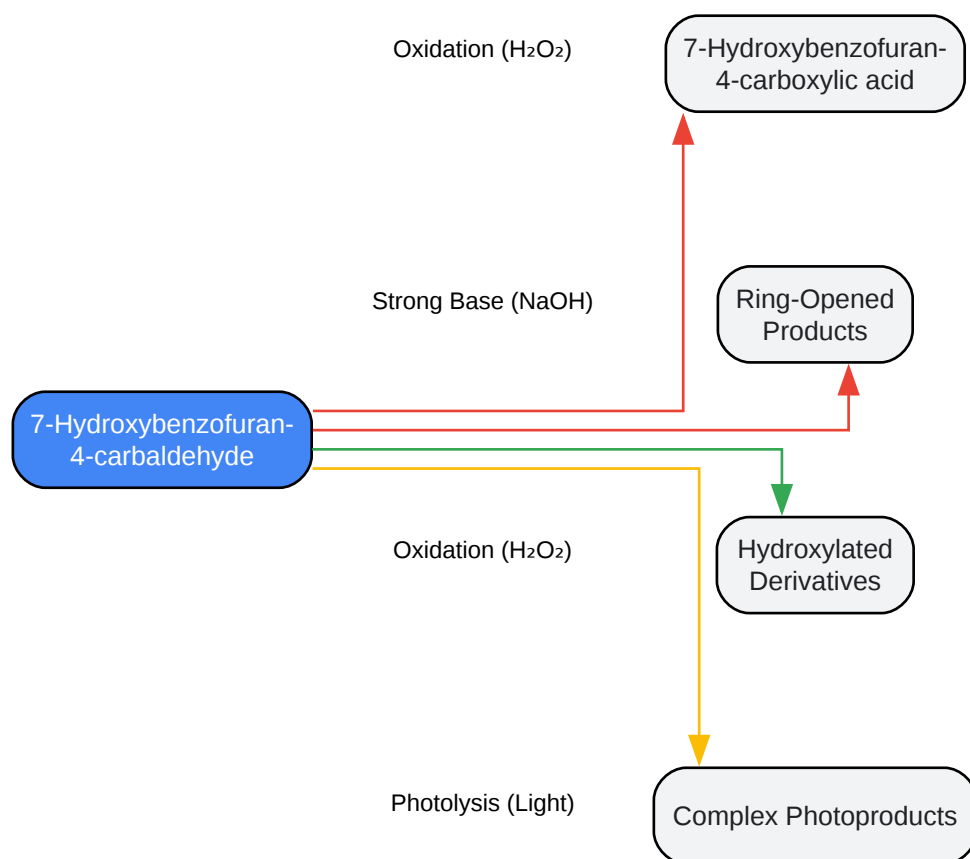 Oxidation (H₂O₂)
7-Hydroxybenzofuran-
4-carboxylic acid
Strong Base (NaOH)
Ring-Opened
Products
7-Hydroxybenzofuran-
4-carbaldehyde
Oxidation (H₂O₂)
Hydroxylated
Derivatives
Photolysis (Light)
Complex Photoproducts